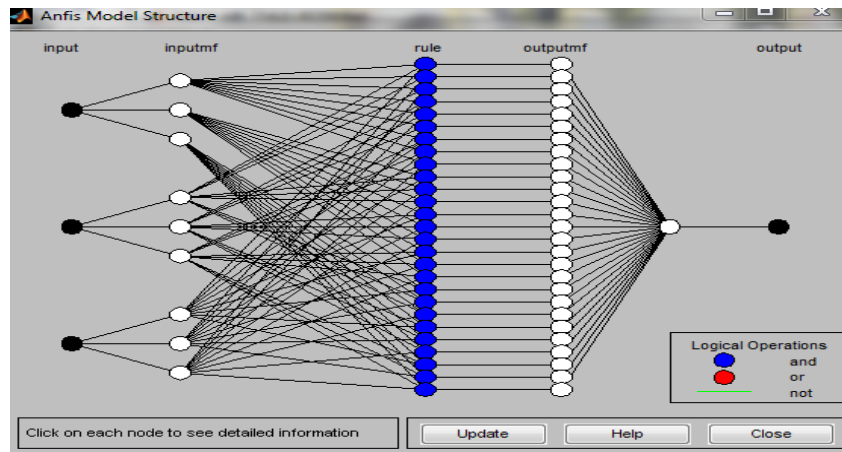 Anfis Model Structure
input inputmf rule outputmf output
Logical Operations
and
or
not
Click on each node to see detailed information
Update Help Close